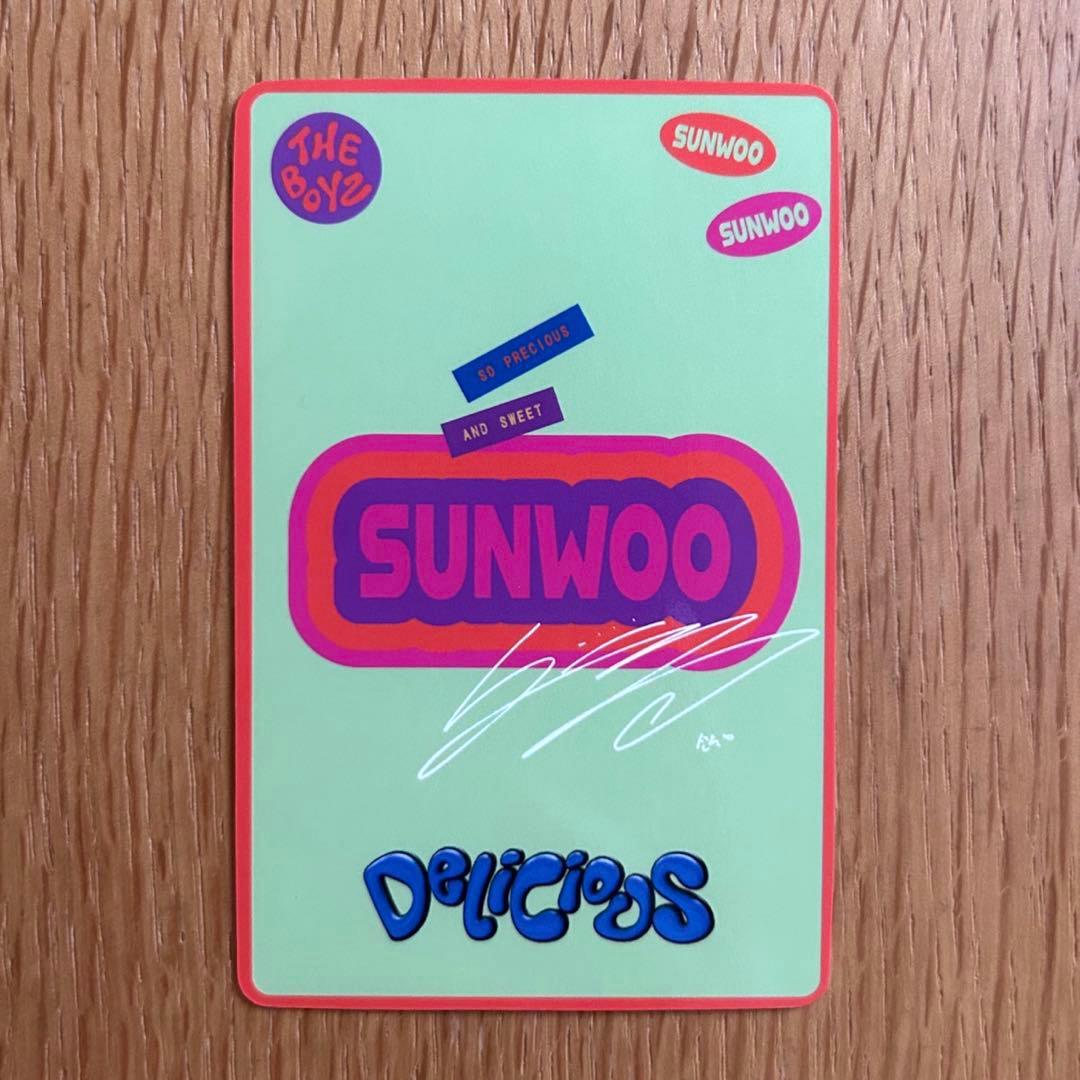 THE
BOYZ
SUNWOO
SUNWOO
SO PRECIOUS
AND SWEET
SUNWOO
DeLiCiouS